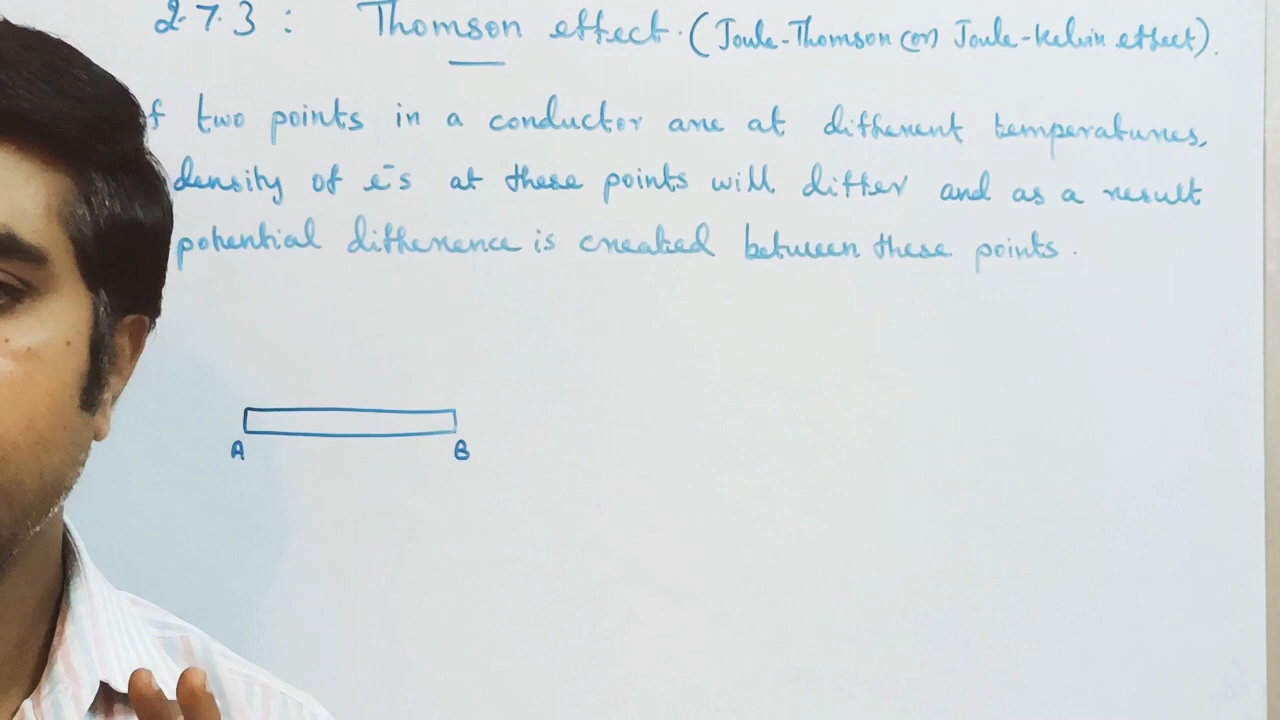 2.7.3 : Thomson effect. (Joule-Thomson (or) Joule-Kelvin effect).
f two points in a conductor are at different temperatures,
density of e⁻s at these points will differ and as a result
potential difference is created between these points.
A B